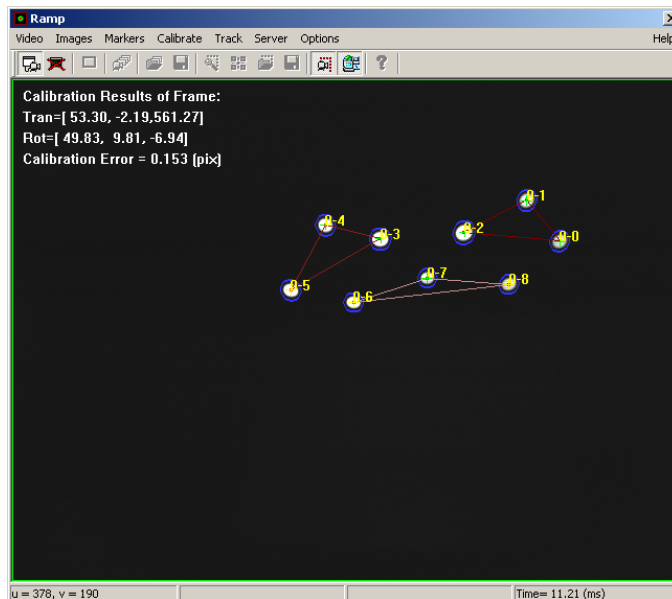 Ramp
Video Images Markers Calibrate Track Server Options Help
Calibration Results of Frame:
Tran=[ 53.30, -2.19,561.27]
Rot=[ 49.83, 9.81, -6.94]
Calibration Error = 0.153 (pix)
0-1
0-4
0-2
0-3
0-0
0-7
0-8
0-5
0-6
u = 378, v = 190
Time= 11.21 (ms)